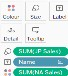 Colour Size Label
Detail Tooltip
SUM(JP Sales)
Name
SUM(NA Sales)